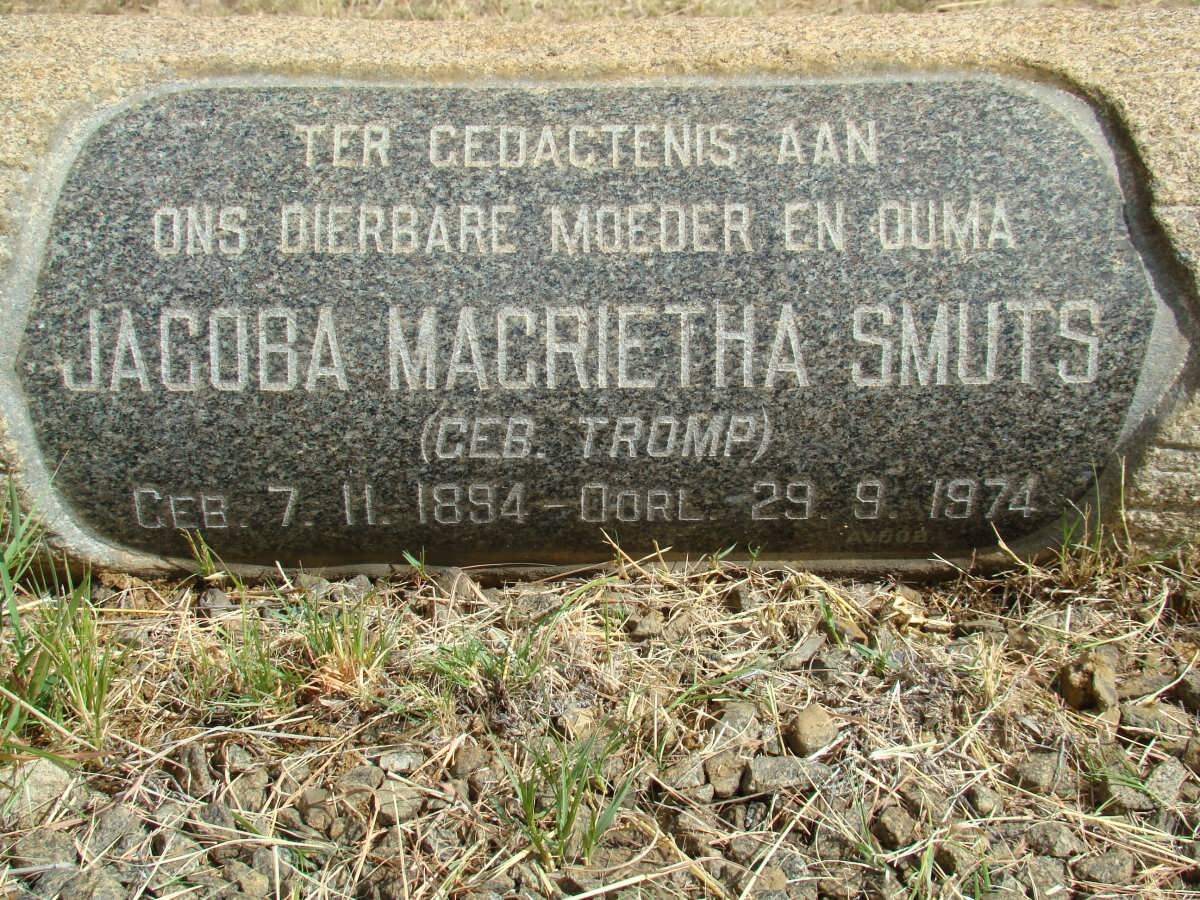 TER GEDAGTENIS AAN
ONS DIERBARE MOEDER EN OUMA
JACOBA MAGRIETHA SMUTS
(GEB. TROMP)
GEB. 7. 11. 1894 - OORL. 29. 9. 1974
AVBOB